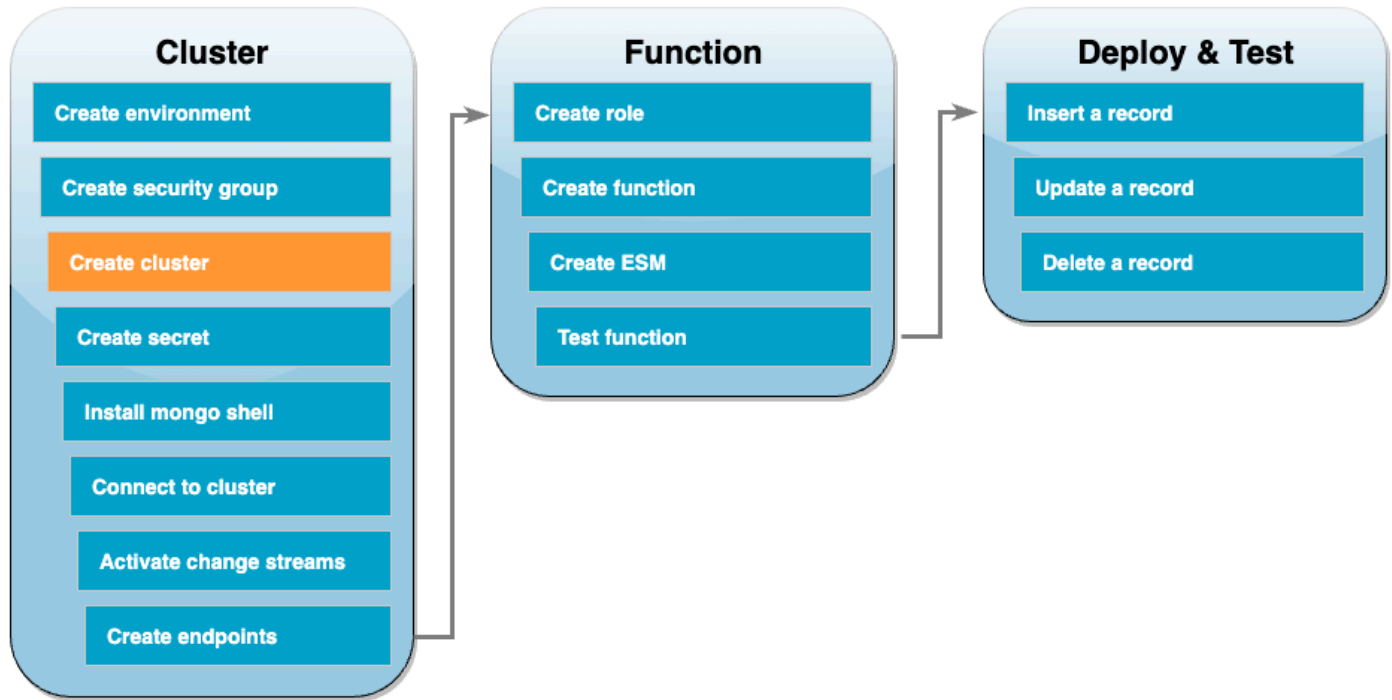 Cluster
Create environment
Create security group
Create cluster
Create secret
Install mongo shell
Connect to cluster
Activate change streams
Create endpoints
Function
Create role
Create function
Create ESM
Test function
Deploy & Test
Insert a record
Update a record
Delete a record